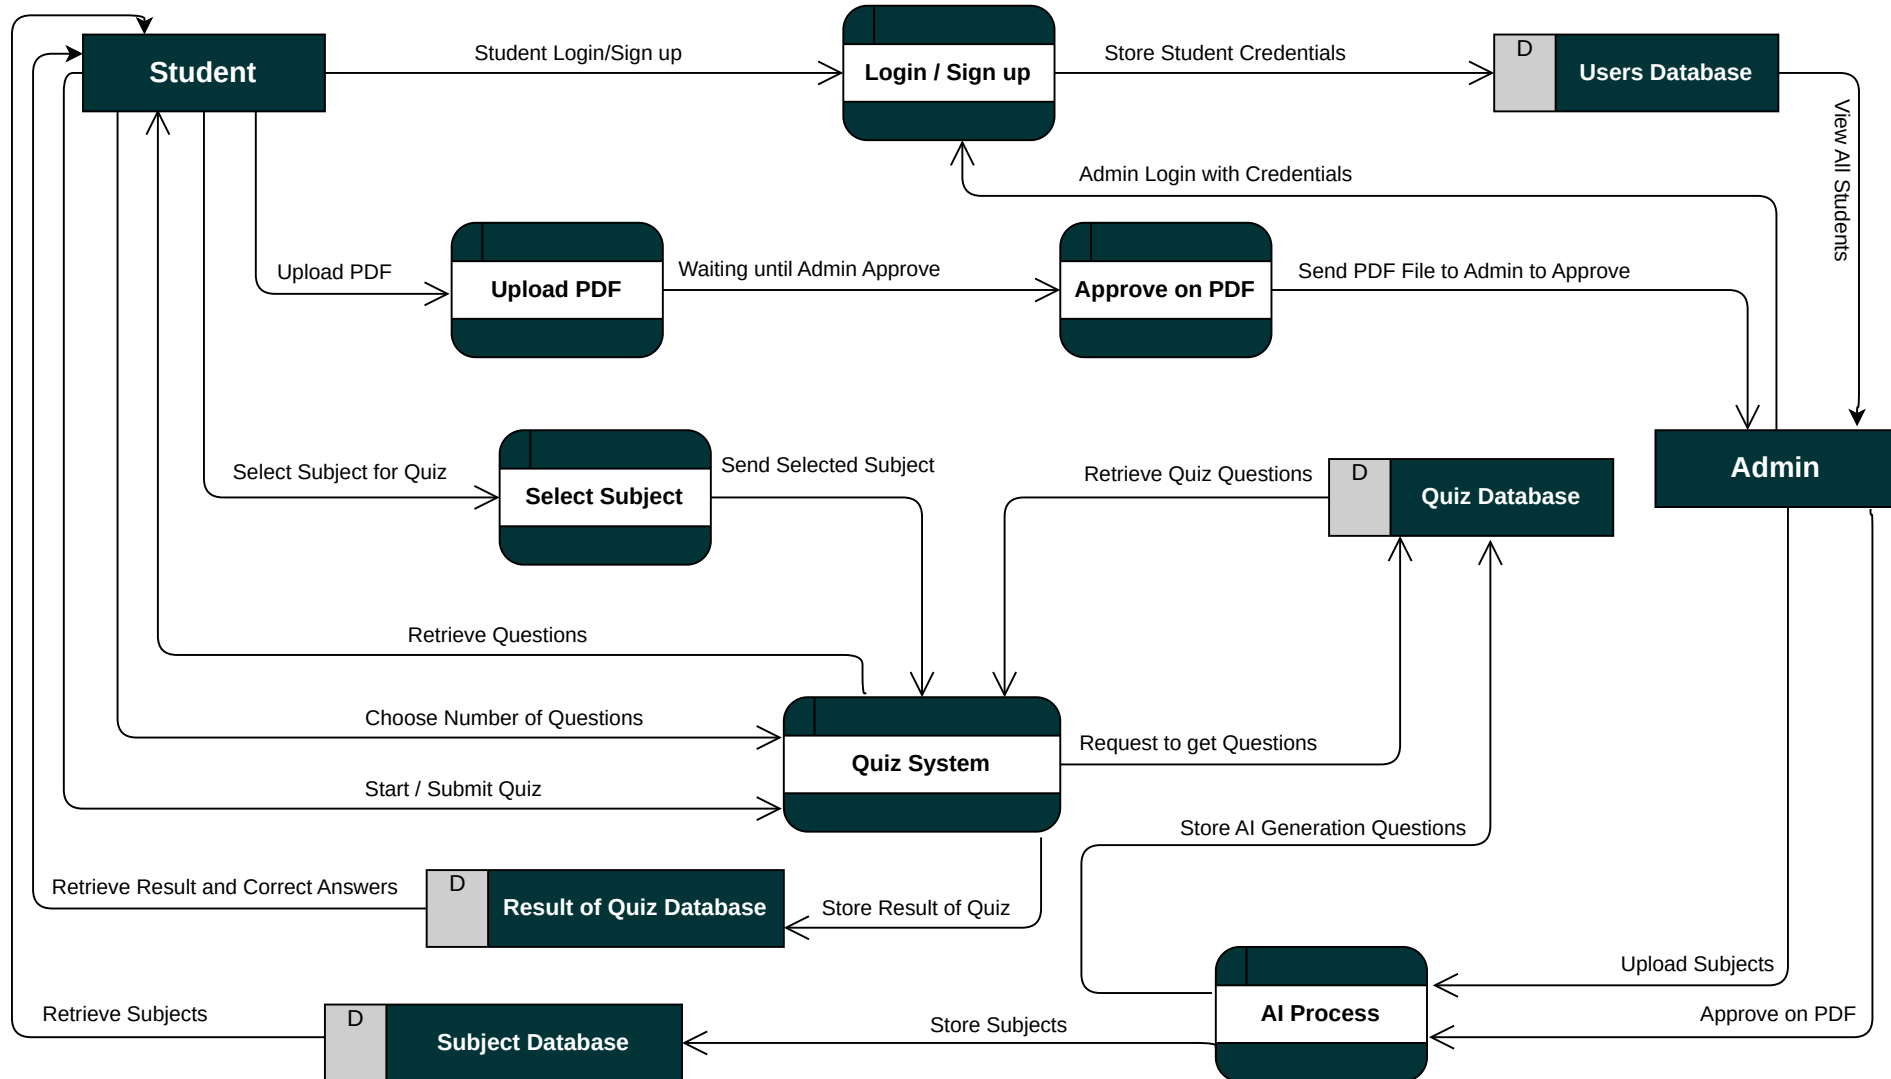 Student
Student Login/Sign up
Login / Sign up
Store Student Credentials
D
Users Database
View All Students
Admin Login with Credentials
Upload PDF
Upload PDF
Waiting until Admin Approve
Approve on PDF
Send PDF File to Admin to Approve
Select Subject for Quiz
Select Subject
Send Selected Subject
Retrieve Quiz Questions
D
Quiz Database
Admin
Retrieve Questions
Choose Number of Questions
Quiz System
Request to get Questions
Start / Submit Quiz
Store AI Generation Questions
Retrieve Result and Correct Answers
D
Result of Quiz Database
Store Result of Quiz
Upload Subjects
Retrieve Subjects
D
Subject Database
Store Subjects
AI Process
Approve on PDF